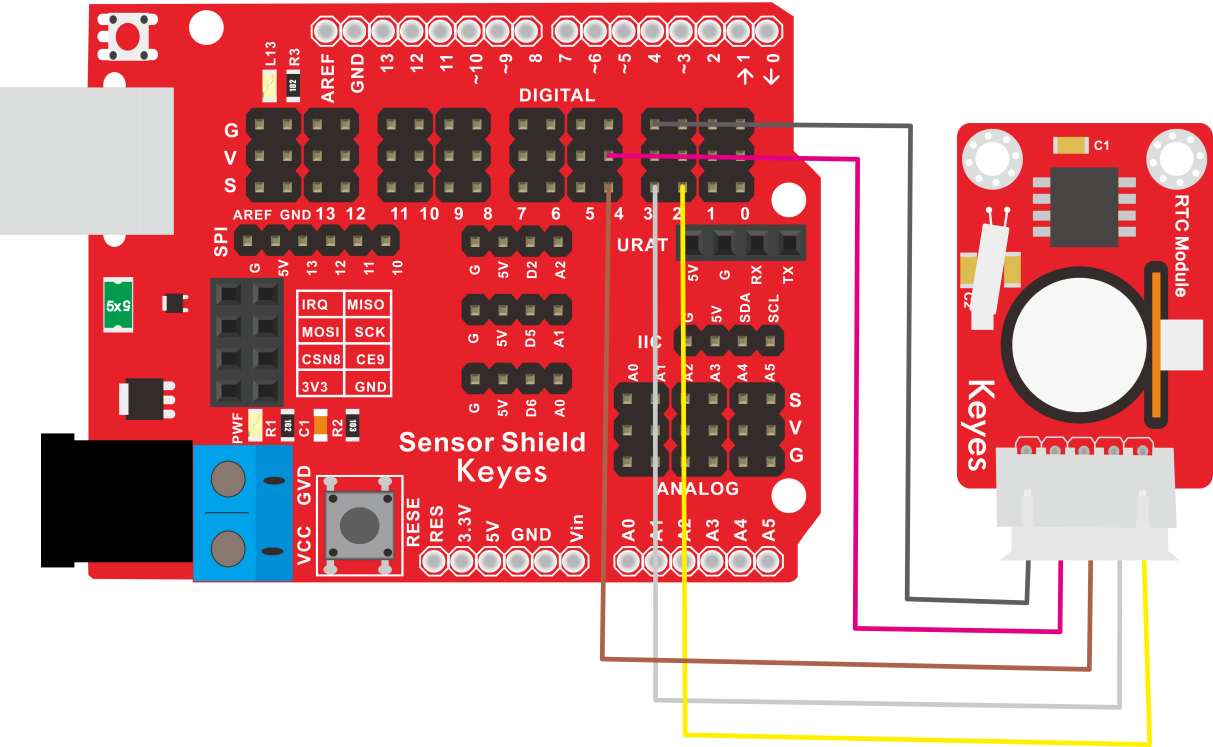 L13
R3
102
AREF
GND
13
12
11
~10
~9
8
7
~6
~5
4
~3
2
1
0
DIGITAL
G
V
S
AREF GND 13 12 11 10 9 8 7 6 5 4 3 2 1 0
SPI
G
5V
13
12
11
10
G
5V
D2
A2
URAT
5V
G
RX
TX
5x5
IRQ MISO
MOSI SCK
CSN8 CE9
3V3 GND
G
5V
D5
A1
IIC
G
5V
SDA
SCL
G
5V
D6
A0
A0
A1
A2
A3
A4
A5
S
V
G
ANALOG
PWF
R1
102
C1
R2
103
Sensor Shield
Keyes
GVD
VCC
RESE
RES
3.3V
5V
GND
Vin
A0
A1
A2
A3
A4
A5
C1
RTC Module
C2
Keyes